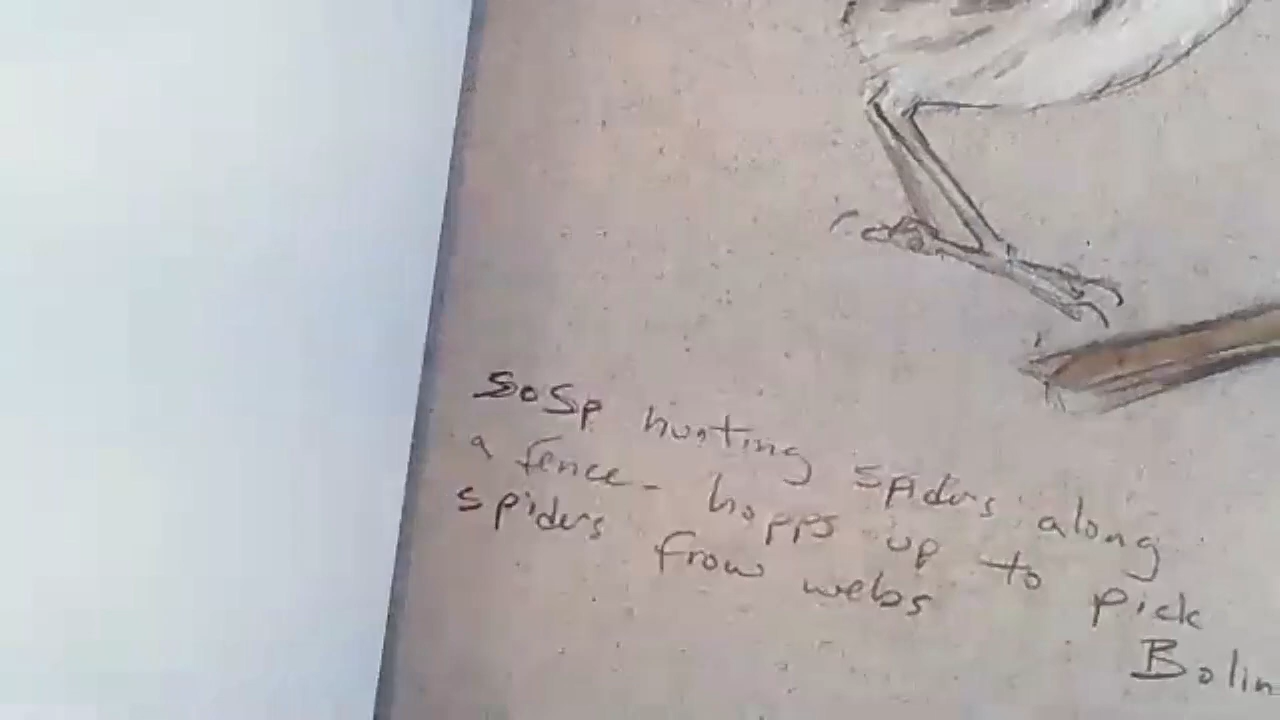 SoSp hunting spiders along
a fence - hopps up to pick
spiders from webs
Bolin